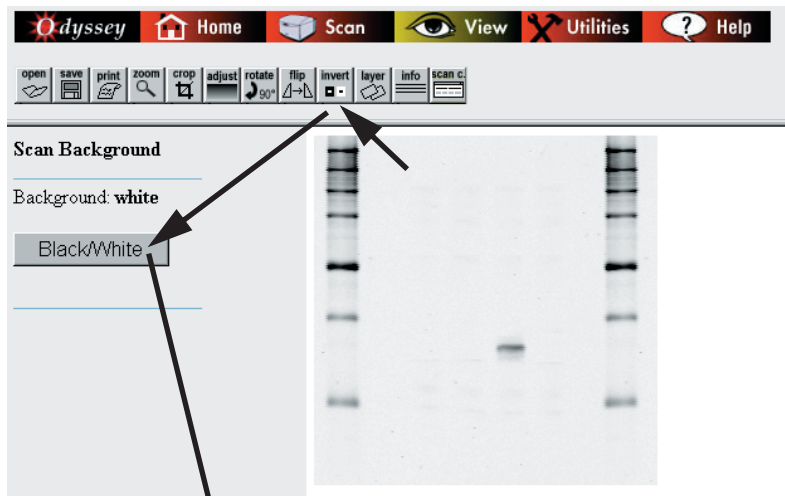 Odyssey Home Scan View Utilities Help
open save print zoom crop adjust rotate flip invert layer info scan c.
90°
Scan Background
Background: white
Black/White